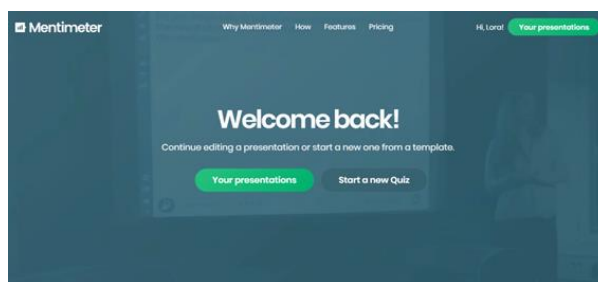 Mentimeter
Why Mentimeter How Features Pricing
Hi, Lora! Your presentations
Welcome back!
Continue editing a presentation or start a new one from a template.
Your presentations Start a new Quiz